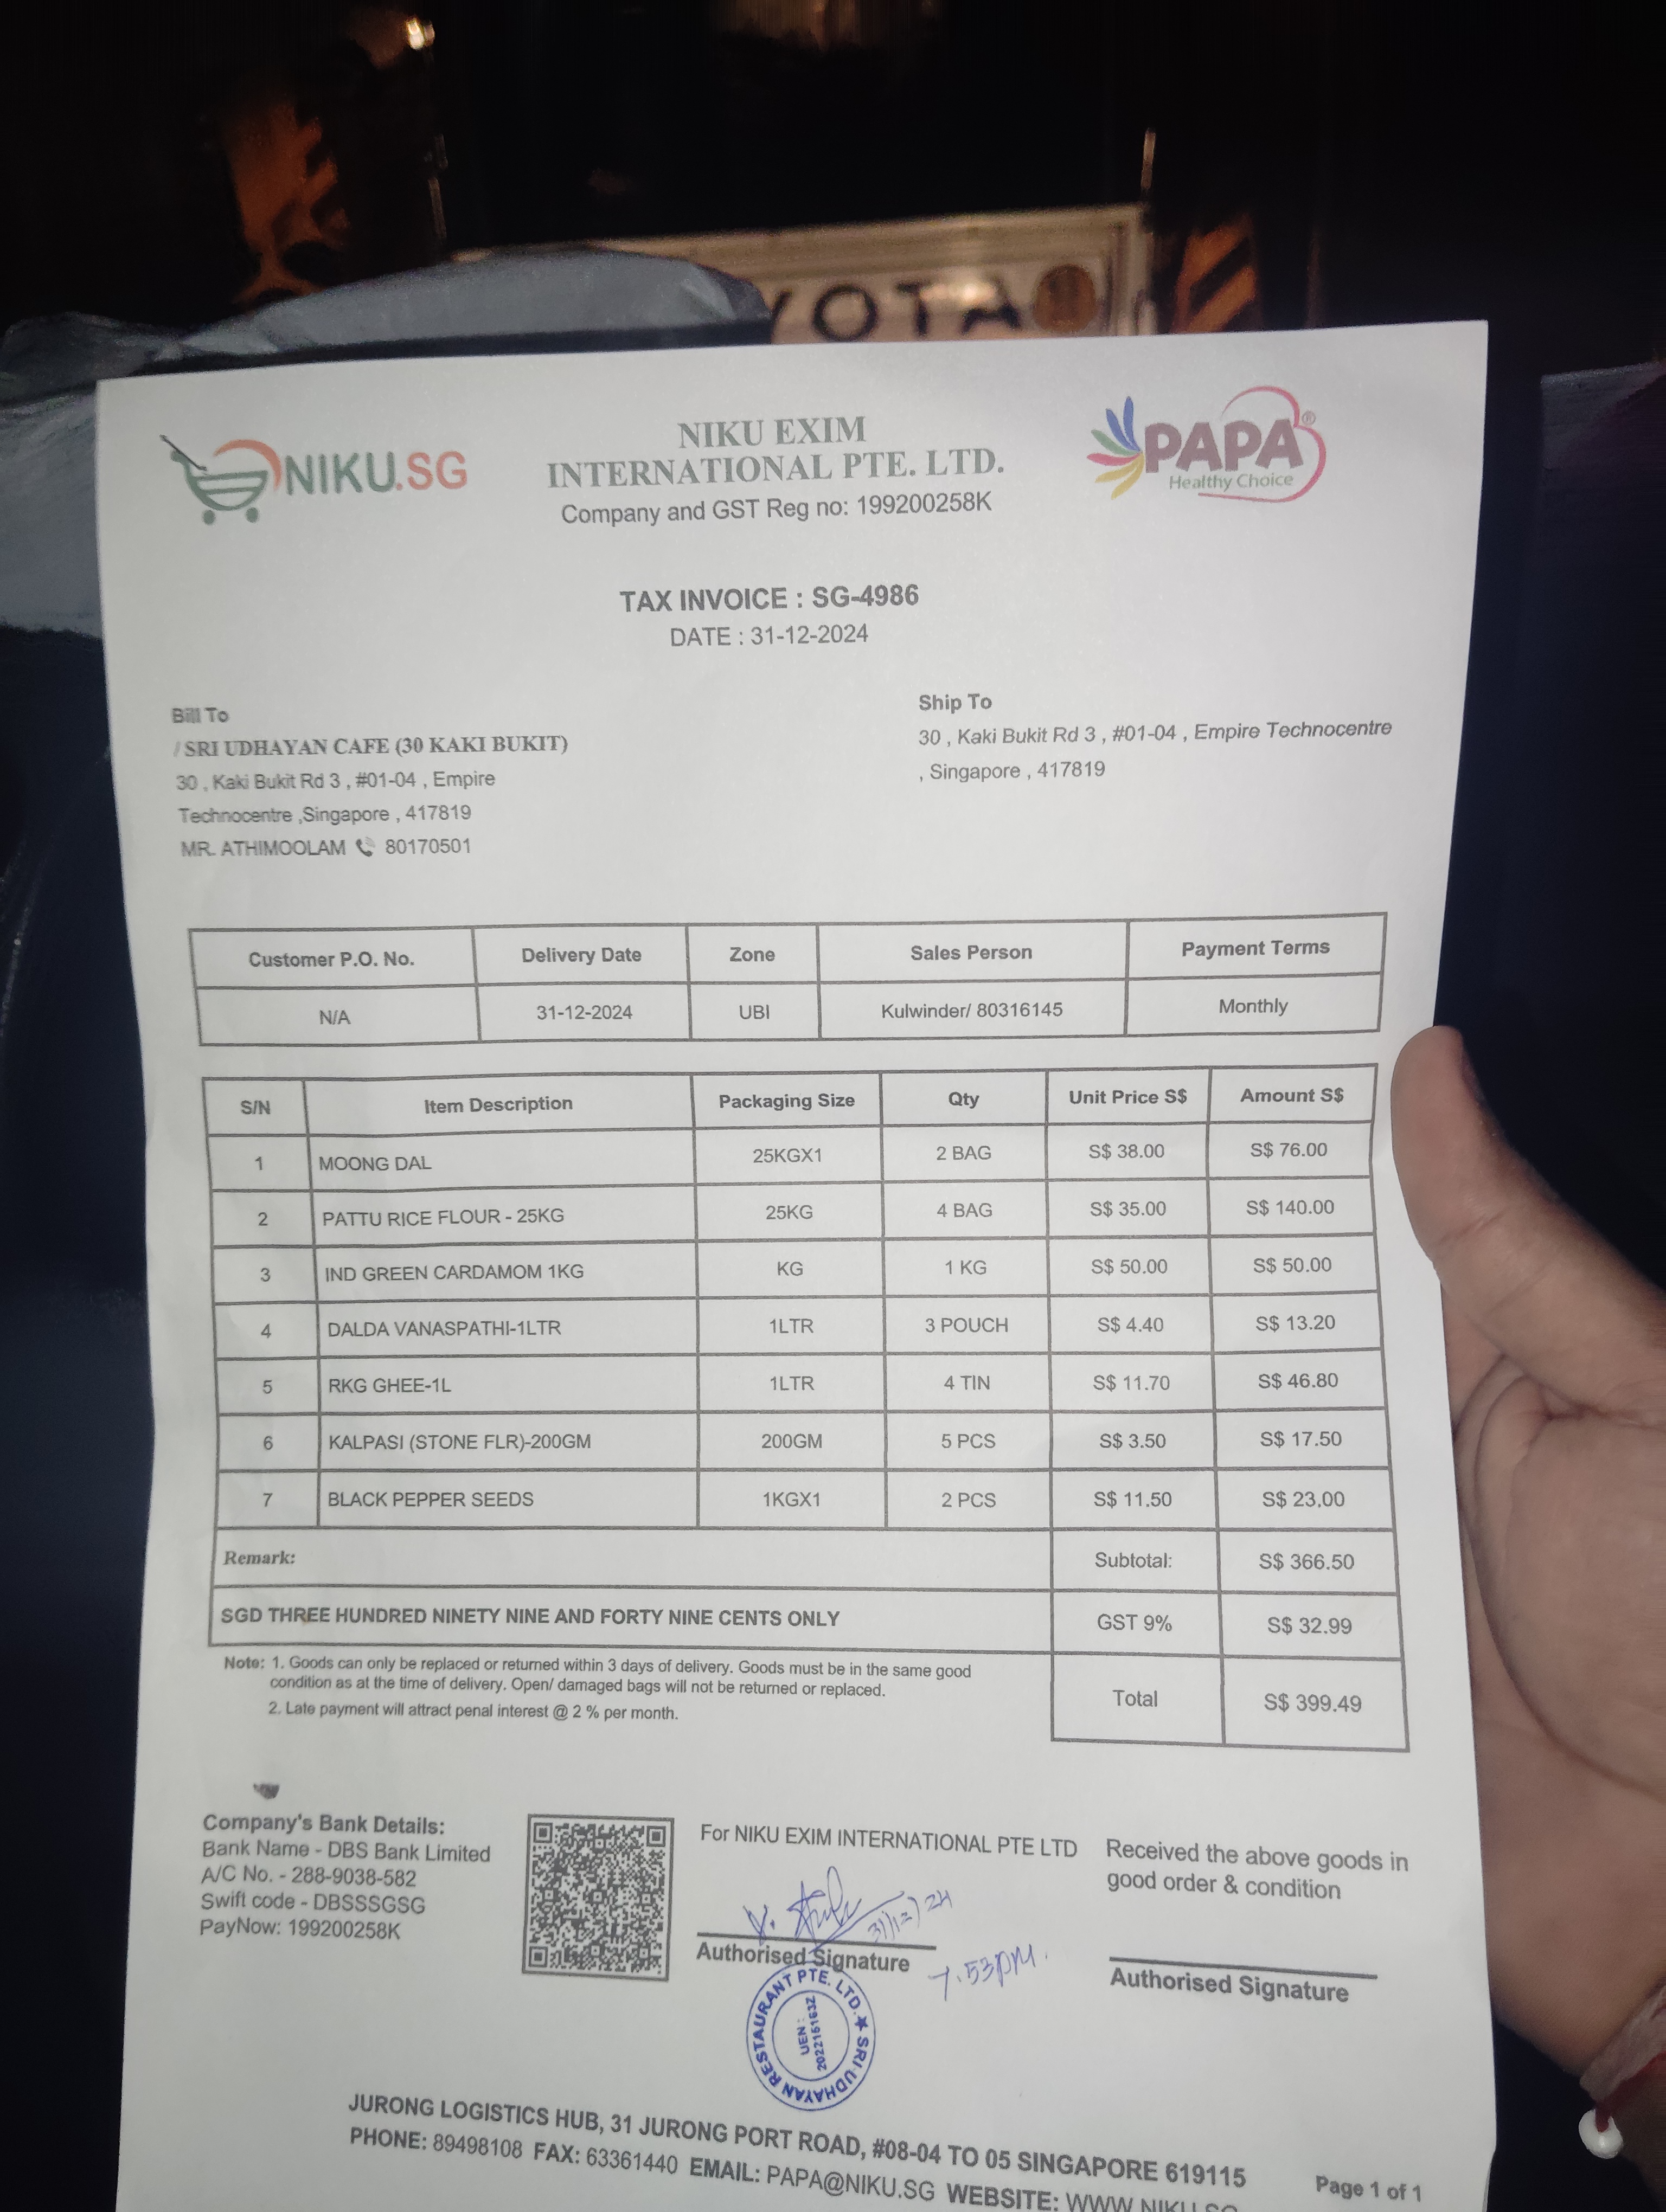 YOTA
NIKU.SG
NIKU EXIM
INTERNATIONAL PTE. LTD.
Company and GST Reg no: 199200258K
PAPA®
Healthy Choice
TAX INVOICE : SG-4986
DATE : 31-12-2024
Bill To
/ SRI UDHAYAN CAFE (30 KAKI BUKIT)
30 , Kaki Bukit Rd 3 , #01-04 , Empire
Technocentre ,Singapore , 417819
MR. ATHIMOOLAM 80170501
Ship To
30 , Kaki Bukit Rd 3 , #01-04 , Empire Technocentre
, Singapore , 417819
Customer P.O. No. Delivery Date Zone Sales Person Payment Terms
N/A 31-12-2024 UBI Kulwinder/ 80316145 Monthly
S/N Item Description Packaging Size Qty Unit Price S$ Amount S$
1 MOONG DAL 25KGX1 2 BAG S$ 38.00 S$ 76.00
2 PATTU RICE FLOUR - 25KG 25KG 4 BAG S$ 35.00 S$ 140.00
3 IND GREEN CARDAMOM 1KG KG 1 KG S$ 50.00 S$ 50.00
4 DALDA VANASPATHI-1LTR 1LTR 3 POUCH S$ 4.40 S$ 13.20
5 RKG GHEE-1L 1LTR 4 TIN S$ 11.70 S$ 46.80
6 KALPASI (STONE FLR)-200GM 200GM 5 PCS S$ 3.50 S$ 17.50
7 BLACK PEPPER SEEDS 1KGX1 2 PCS S$ 11.50 S$ 23.00
Remark: Subtotal: S$ 366.50
SGD THREE HUNDRED NINETY NINE AND FORTY NINE CENTS ONLY GST 9% S$ 32.99
Total S$ 399.49
Note: 1. Goods can only be replaced or returned within 3 days of delivery. Goods must be in the same good
condition as at the time of delivery. Open/ damaged bags will not be returned or replaced.
2. Late payment will attract penal interest @ 2 % per month.
Company's Bank Details:
Bank Name - DBS Bank Limited
A/C No. - 288-9038-582
Swift code - DBSSSGSG
PayNow: 199200258K
For NIKU EXIM INTERNATIONAL PTE LTD
31/12/24
Authorised Signature
7.53PM.
Received the above goods in
good order & condition
Authorised Signature
SRI UDHAYAN RESTAURANT PTE. LTD. ★
UEN:
202215163Z
JURONG LOGISTICS HUB, 31 JURONG PORT ROAD, #08-04 TO 05 SINGAPORE 619115
PHONE: 89498108 FAX: 63361440 EMAIL: PAPA@NIKU.SG WEBSITE: WWW.NIKU.SG
Page 1 of 1